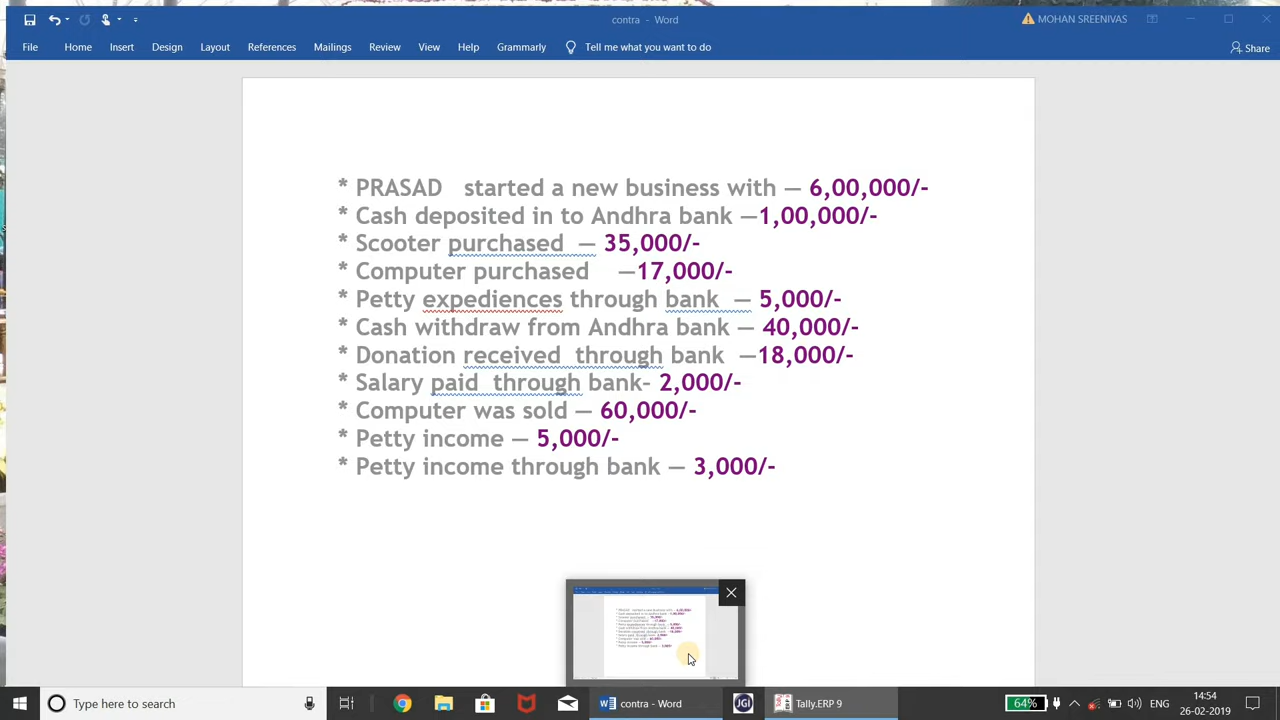 contra - Word
MOHAN SREENIVAS
File Home Insert Design Layout References Mailings Review View Help Grammarly Tell me what you want to do Share
* PRASAD started a new business with – 6,00,000/-
* Cash deposited in to Andhra bank –1,00,000/-
* Scooter purchased – 35,000/-
* Computer purchased –17,000/-
* Petty expediences through bank – 5,000/-
* Cash withdraw from Andhra bank – 40,000/-
* Donation received through bank –18,000/-
* Salary paid through bank- 2,000/-
* Computer was sold – 60,000/-
* Petty income – 5,000/-
* Petty income through bank – 3,000/-
Type here to search
contra - Word
JGI
Tally.ERP 9
64%
ENG
14:54
26-02-2019